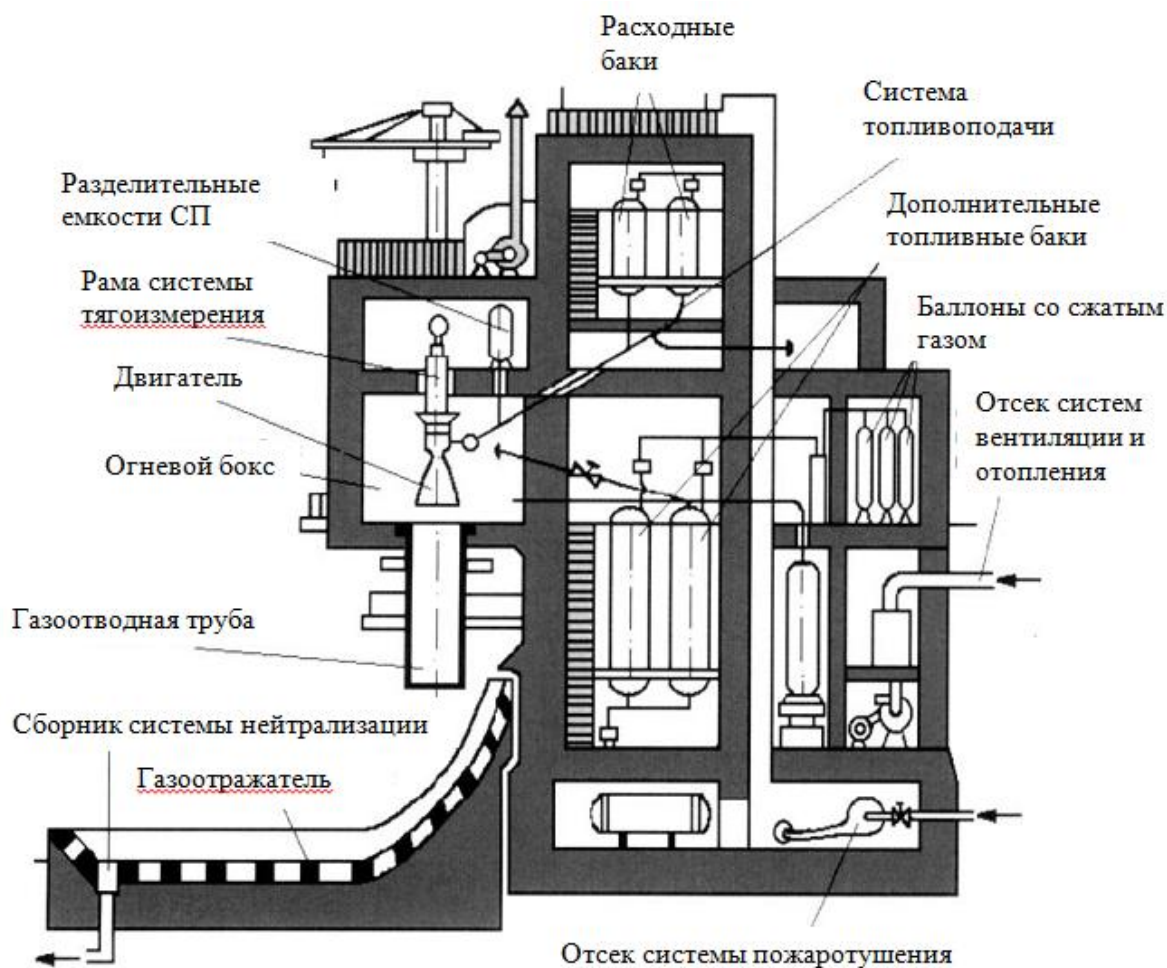 Расходные
баки
Система
топливоподачи
Разделительные
емкости СП
Дополнительные
топливные баки
Рама системы
тягоизмерения
Баллоны со сжатым
газом
Двигатель
Отсек систем
вентиляции и
отопления
Огневой бокс
Газоотводная труба
Сборник системы нейтрализации
Газоотражатель
Отсек системы пожаротушения